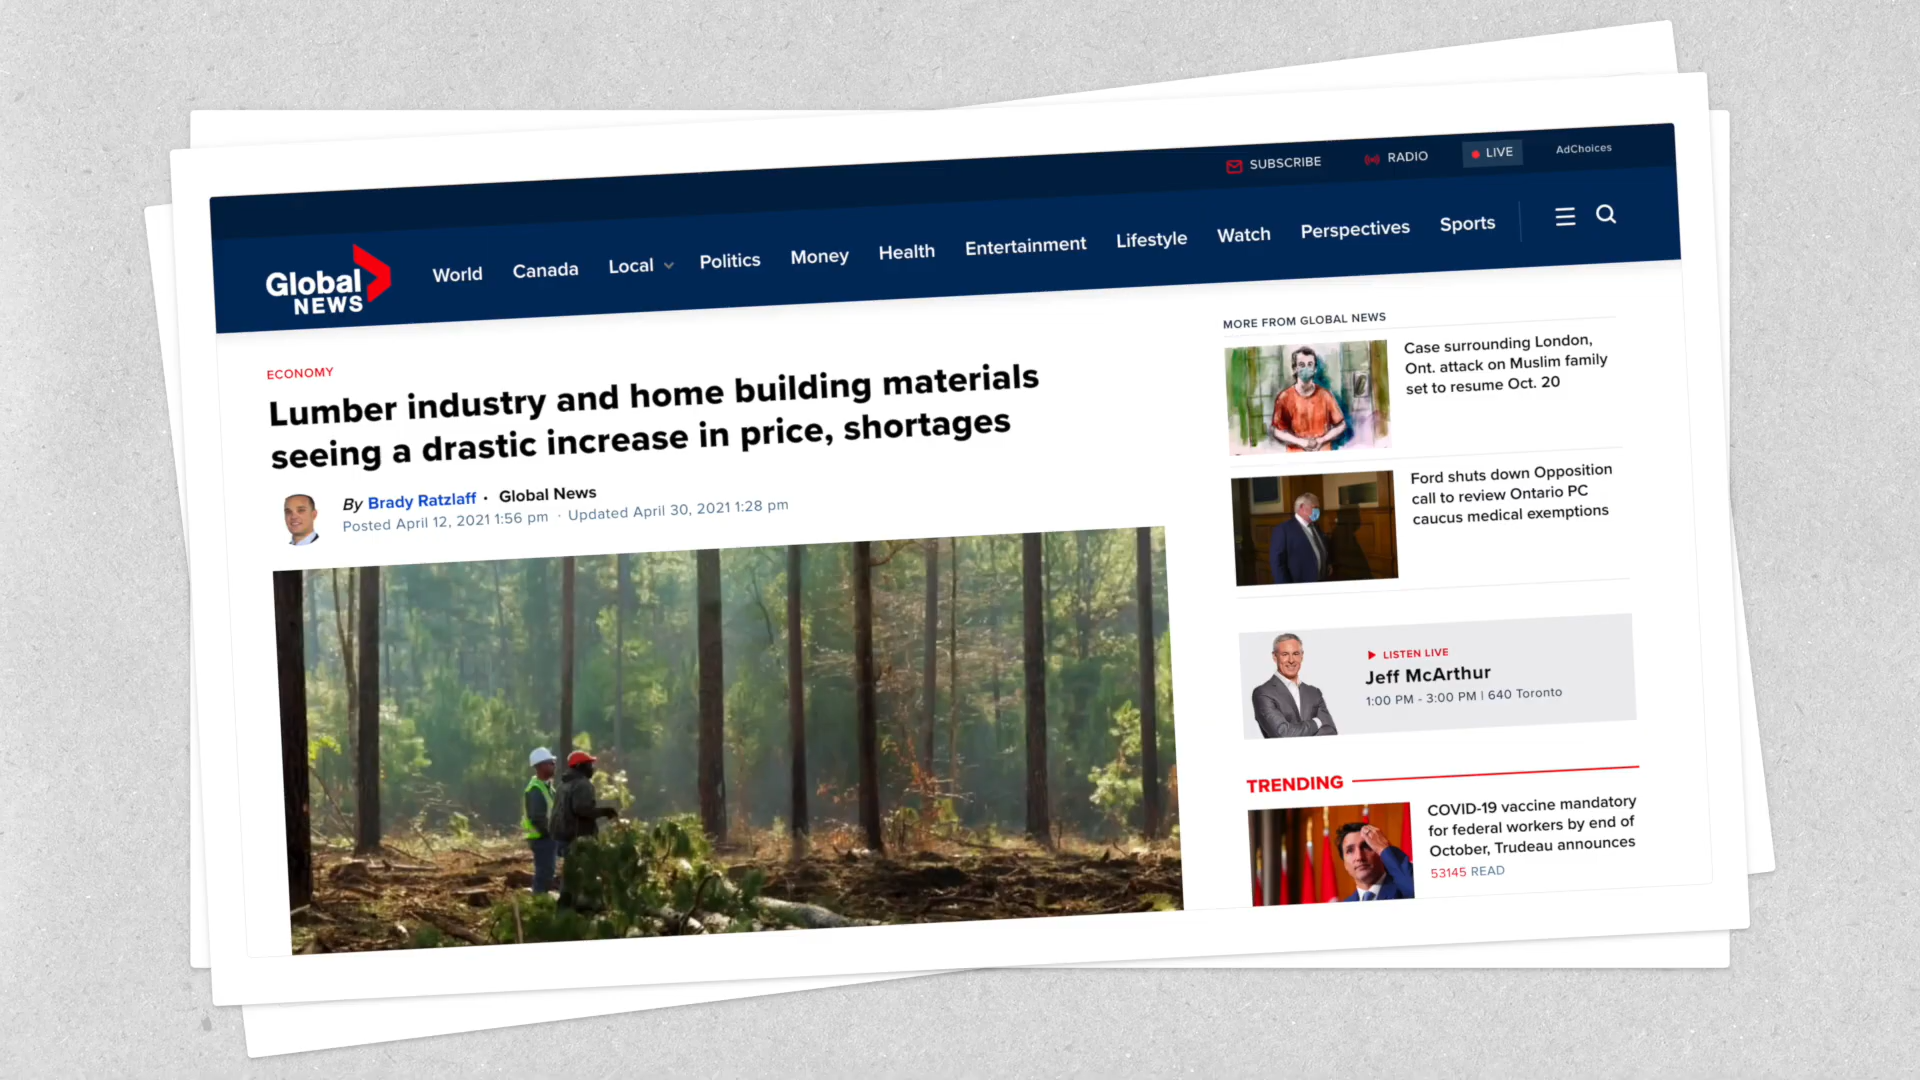 SUBSCRIBE
RADIO
LIVE
AdChoices
Global
NEWS
World
Canada
Local
Politics
Money
Health
Entertainment
Lifestyle
Watch
Perspectives
Sports
ECONOMY
Lumber industry and home building materials
seeing a drastic increase in price, shortages
By Brady Ratzlaff · Global News
Posted April 12, 2021 1:56 pm · Updated April 30, 2021 1:28 pm
MORE FROM GLOBAL NEWS
Case surrounding London,
Ont. attack on Muslim family
set to resume Oct. 20
Ford shuts down Opposition
call to review Ontario PC
caucus medical exemptions
LISTEN LIVE
Jeff McArthur
1:00 PM - 3:00 PM | 640 Toronto
TRENDING
COVID-19 vaccine mandatory
for federal workers by end of
October, Trudeau announces
53145 READ